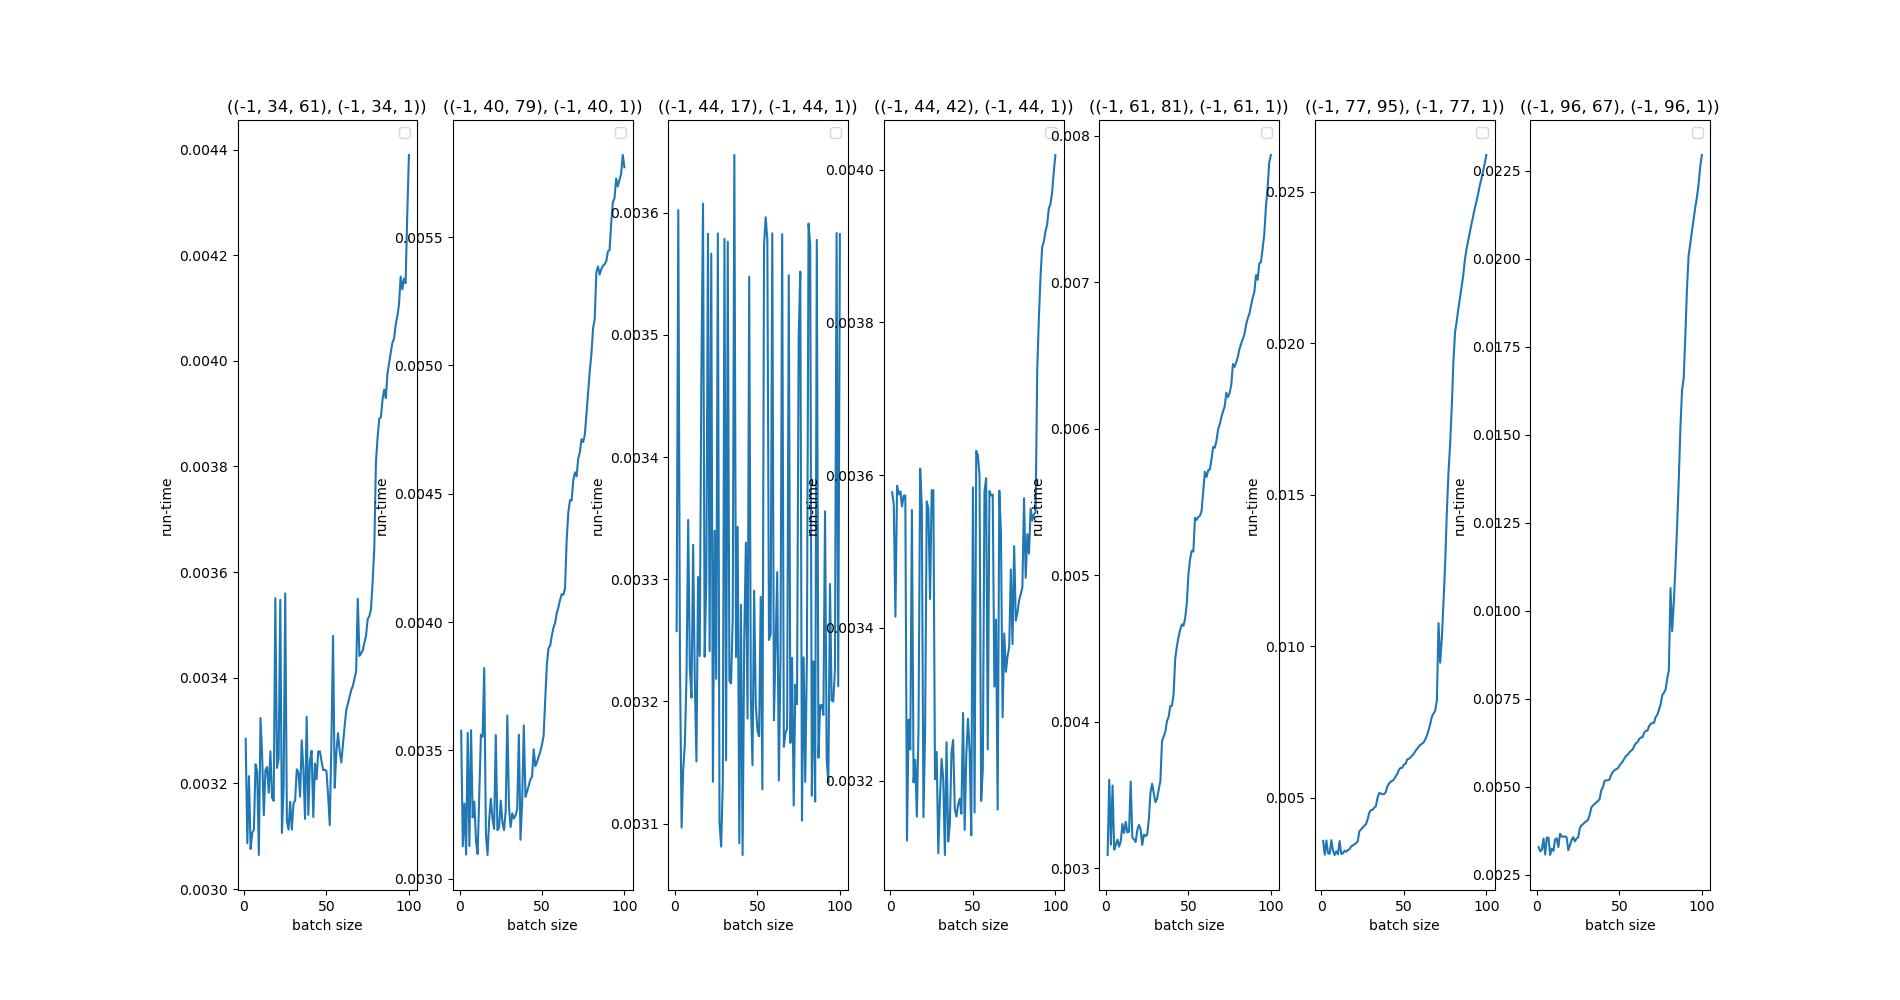 ((-1, 34, 61), (-1, 34, 1))
((-1, 40, 79), (-1, 40, 1))
((-1, 44, 17), (-1, 44, 1))
((-1, 44, 42), (-1, 44, 1))
((-1, 61, 81), (-1, 61, 1))
((-1, 77, 95), (-1, 77, 1))
((-1, 96, 67), (-1, 96, 1))
0.0044
0.0042
0.0040
0.0038
0.0036
0.0034
0.0032
0.0030
run-time
0 50 100
batch size
0.0055
0.0050
0.0045
0.0040
0.0035
0.0030
run-time
0 50 100
batch size
0.0036
0.0035
0.0034
0.0033
0.0032
0.0031
run-time
0 50 100
batch size
0.0040
0.0038
0.0036
0.0034
0.0032
run-time
0 50 100
batch size
0.008
0.007
0.006
0.005
0.004
0.003
run-time
0 50 100
batch size
0.025
0.020
0.015
0.010
0.005
run-time
0 50 100
batch size
0.0225
0.0200
0.0175
0.0150
0.0125
0.0100
0.0075
0.0050
0.0025
run-time
0 50 100
batch size